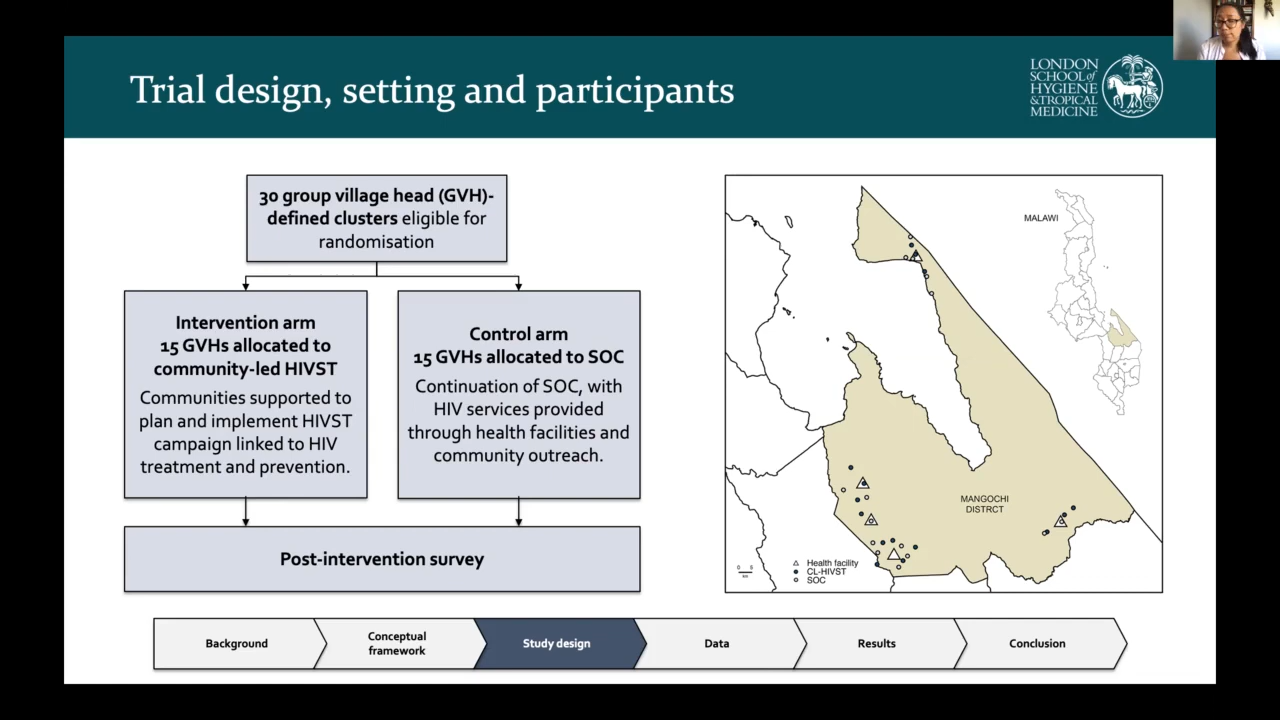 Trial design, setting and participants
LONDON
SCHOOL of
HYGIENE
& TROPICAL
MEDICINE
30 group village head (GVH)-
defined clusters eligible for
randomisation
Intervention arm
15 GVHs allocated to
community-led HIVST
Communities supported to
plan and implement HIVST
campaign linked to HIV
treatment and prevention.
Control arm
15 GVHs allocated to SOC
Continuation of SOC, with
HIV services provided
through health facilities and
community outreach.
Post-intervention survey
MALAWI
MANGOCHI
DISTRCT
0 5
km
Health facility
CL-HIVST
SOC
Background
Conceptual
framework
Study design
Data
Results
Conclusion